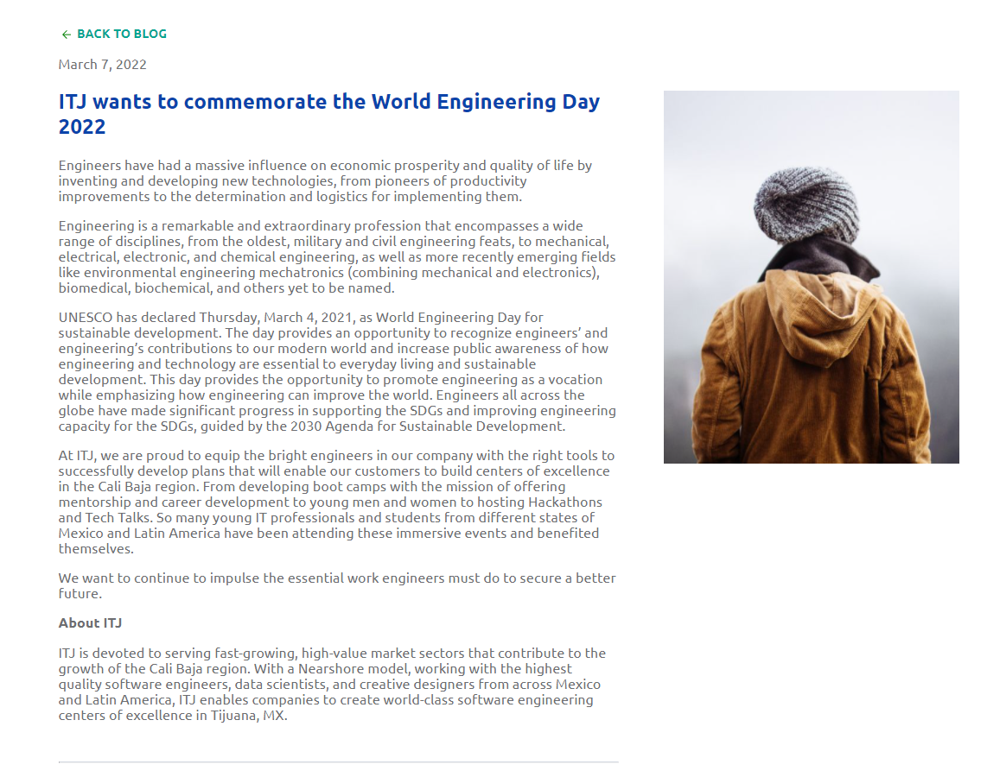 ← BACK TO BLOG
March 7, 2022
ITJ wants to commemorate the World Engineering Day
2022
Engineers have had a massive influence on economic prosperity and quality of life by
inventing and developing new technologies, from pioneers of productivity
improvements to the determination and logistics for implementing them.
Engineering is a remarkable and extraordinary profession that encompasses a wide
range of disciplines, from the oldest, military and civil engineering feats, to mechanical,
electrical, electronic, and chemical engineering, as well as more recently emerging fields
like environmental engineering mechatronics (combining mechanical and electronics),
biomedical, biochemical, and others yet to be named.
UNESCO has declared Thursday, March 4, 2021, as World Engineering Day for
sustainable development. The day provides an opportunity to recognize engineers’ and
engineering’s contributions to our modern world and increase public awareness of how
engineering and technology are essential to everyday living and sustainable
development. This day provides the opportunity to promote engineering as a vocation
while emphasizing how engineering can improve the world. Engineers all across the
globe have made significant progress in supporting the SDGs and improving engineering
capacity for the SDGs, guided by the 2030 Agenda for Sustainable Development.
At ITJ, we are proud to equip the bright engineers in our company with the right tools to
successfully develop plans that will enable our customers to build centers of excellence
in the Cali Baja region. From developing boot camps with the mission of offering
mentorship and career development to young men and women to hosting Hackathons
and Tech Talks. So many young IT professionals and students from different states of
Mexico and Latin America have been attending these immersive events and benefited
themselves.
We want to continue to impulse the essential work engineers must do to secure a better
future.
About ITJ
ITJ is devoted to serving fast-growing, high-value market sectors that contribute to the
growth of the Cali Baja region. With a Nearshore model, working with the highest
quality software engineers, data scientists, and creative designers from across Mexico
and Latin America, ITJ enables companies to create world-class software engineering
centers of excellence in Tijuana, MX.